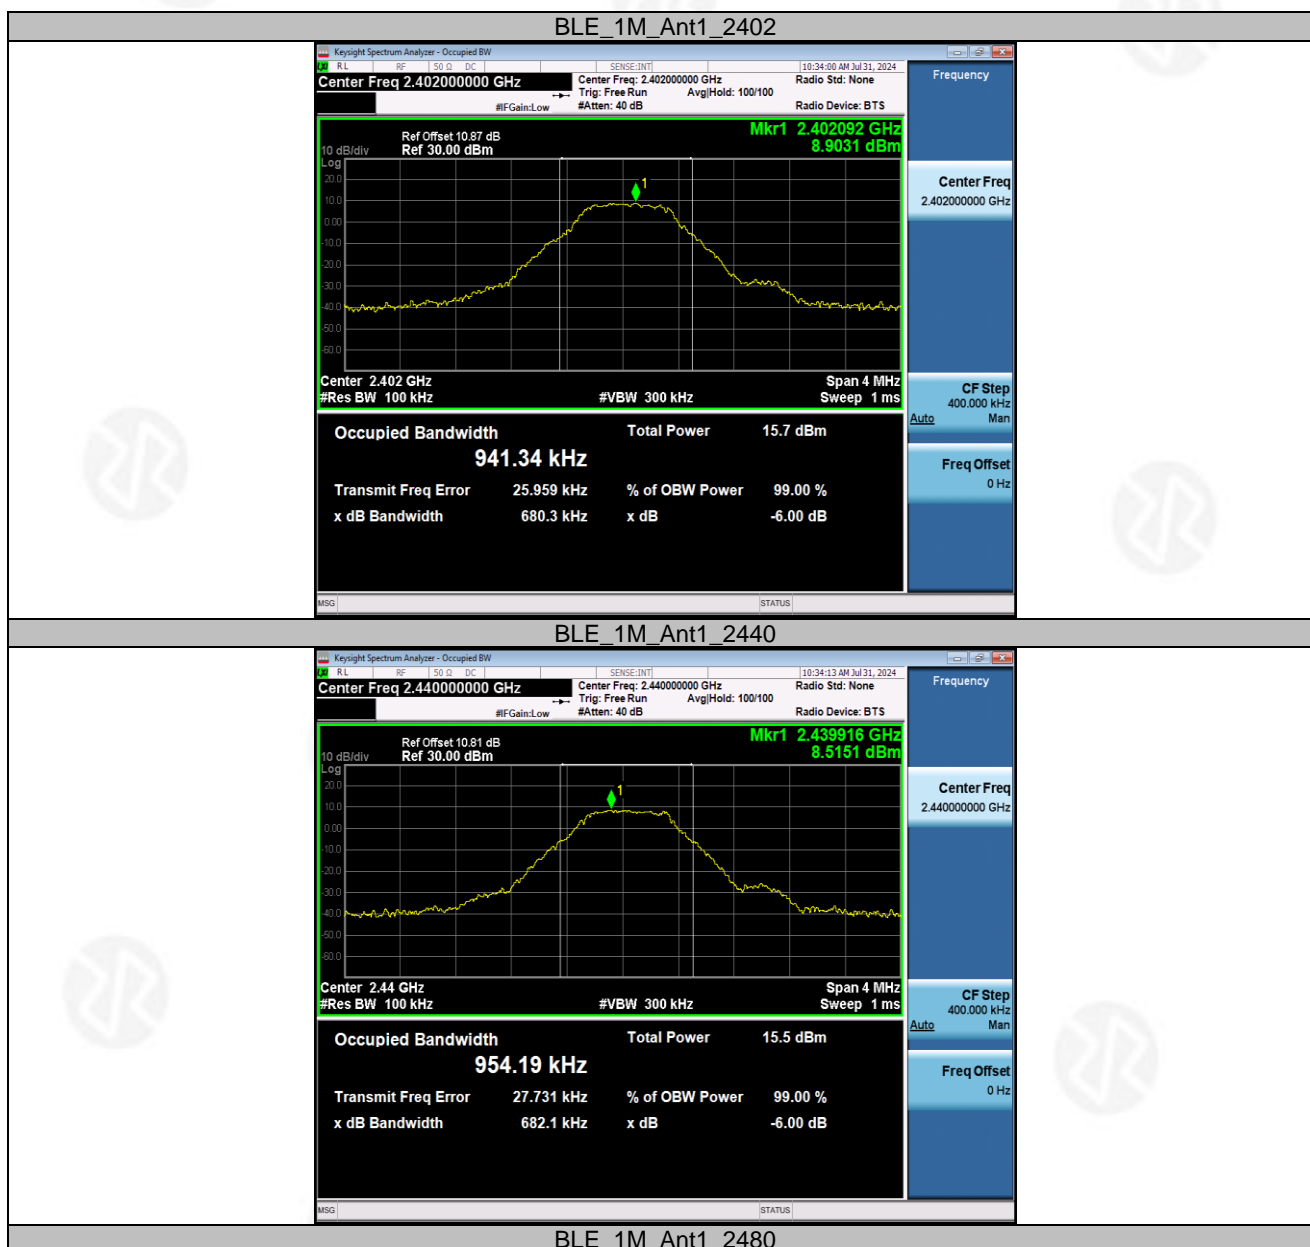 BLE_1M_Ant1_2402
Keysight Spectrum Analyzer - Occupied BW
LXI RL RF 50 Ω DC SENSE:INT 10:34:00 AM Jul 31, 2024
Center Freq 2.402000000 GHz Center Freq: 2.402000000 GHz Radio Std: None
Trig: Free Run Avg|Hold: 100/100
#IFGain:Low #Atten: 40 dB Radio Device: BTS
Frequency
Mkr1 2.402092 GHz
8.9031 dBm
Ref Offset 10.87 dB
10 dB/div Ref 30.00 dBm
Log
20.0
10.0
0.00
-10.0
-20.0
-30.0
-40.0
-50.0
-60.0
1
Center Freq
2.402000000 GHz
Center 2.402 GHz Span 4 MHz
#Res BW 100 kHz #VBW 300 kHz Sweep 1 ms
CF Step
400.000 kHz
Auto Man
Occupied Bandwidth Total Power 15.7 dBm
941.34 kHz
Freq Offset
0 Hz
Transmit Freq Error 25.959 kHz % of OBW Power 99.00 %
x dB Bandwidth 680.3 kHz x dB -6.00 dB
MSG STATUS
BLE_1M_Ant1_2440
Keysight Spectrum Analyzer - Occupied BW
LXI RL RF 50 Ω DC SENSE:INT 10:34:13 AM Jul 31, 2024
Center Freq 2.440000000 GHz Center Freq: 2.440000000 GHz Radio Std: None
Trig: Free Run Avg|Hold: 100/100
#IFGain:Low #Atten: 40 dB Radio Device: BTS
Frequency
Mkr1 2.439916 GHz
8.5151 dBm
Ref Offset 10.81 dB
10 dB/div Ref 30.00 dBm
Log
20.0
10.0
0.00
-10.0
-20.0
-30.0
-40.0
-50.0
-60.0
1
Center Freq
2.440000000 GHz
Center 2.44 GHz Span 4 MHz
#Res BW 100 kHz #VBW 300 kHz Sweep 1 ms
CF Step
400.000 kHz
Auto Man
Occupied Bandwidth Total Power 15.5 dBm
954.19 kHz
Freq Offset
0 Hz
Transmit Freq Error 27.731 kHz % of OBW Power 99.00 %
x dB Bandwidth 682.1 kHz x dB -6.00 dB
MSG STATUS
BLE_1M_Ant1_2480